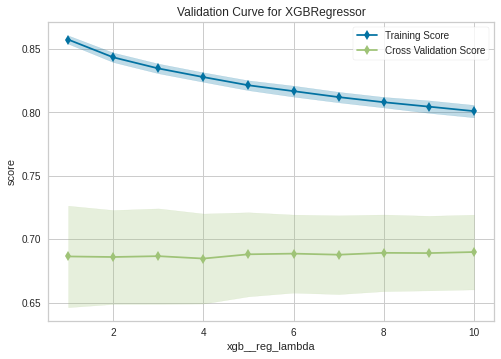 Validation Curve for XGBRegressor
Training Score
Cross Validation Score
0.85
0.80
0.75
0.70
0.65
score
2
4
6
8
10
xgb__reg_lambda